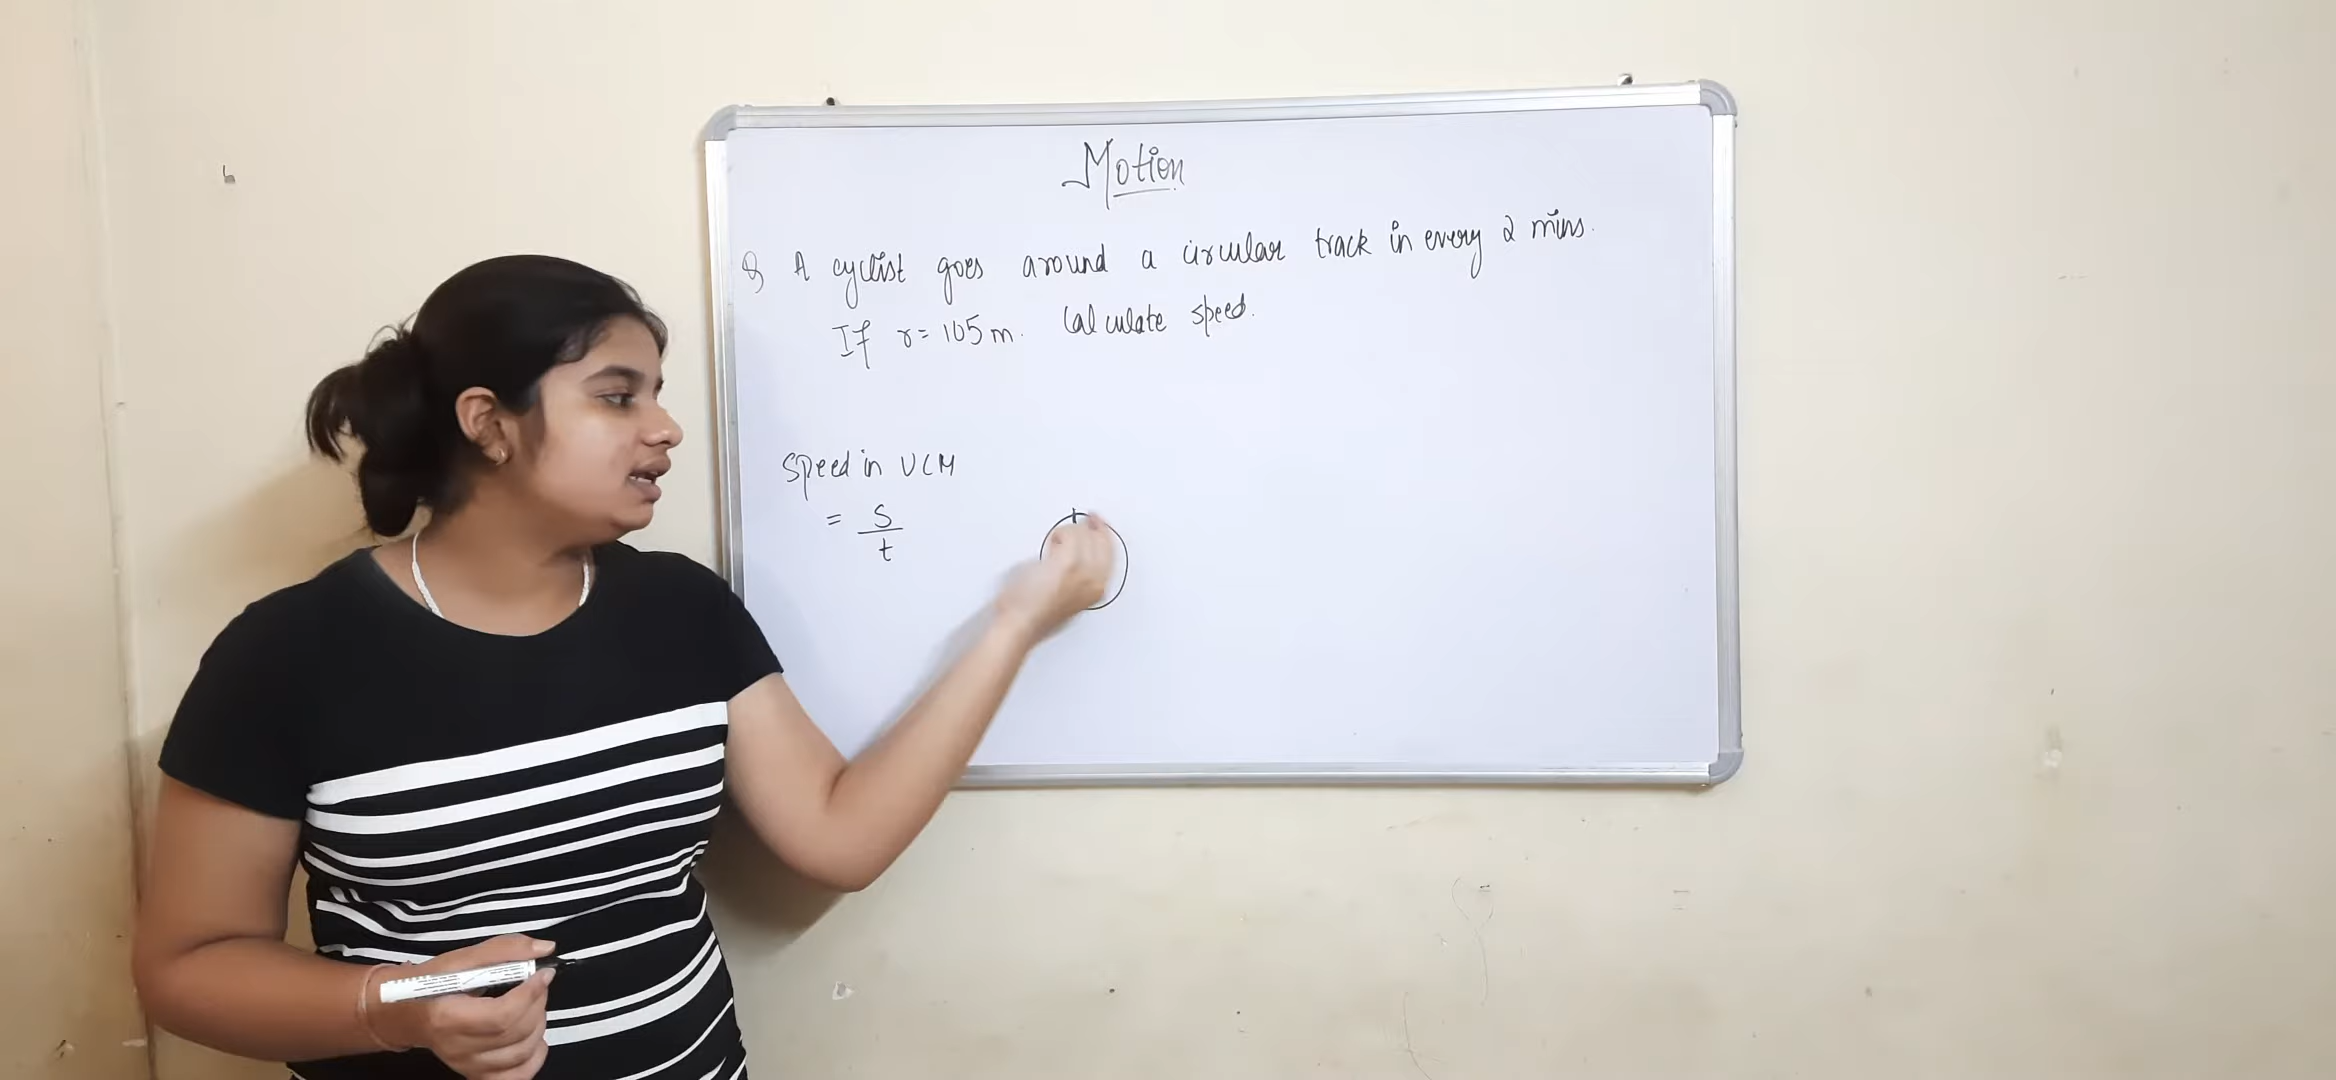 Motion
Q A cyclist goes around a circular track in every 2 mins.
If r = 105 m. Calculate speed.
Speed in UCM
= S
t